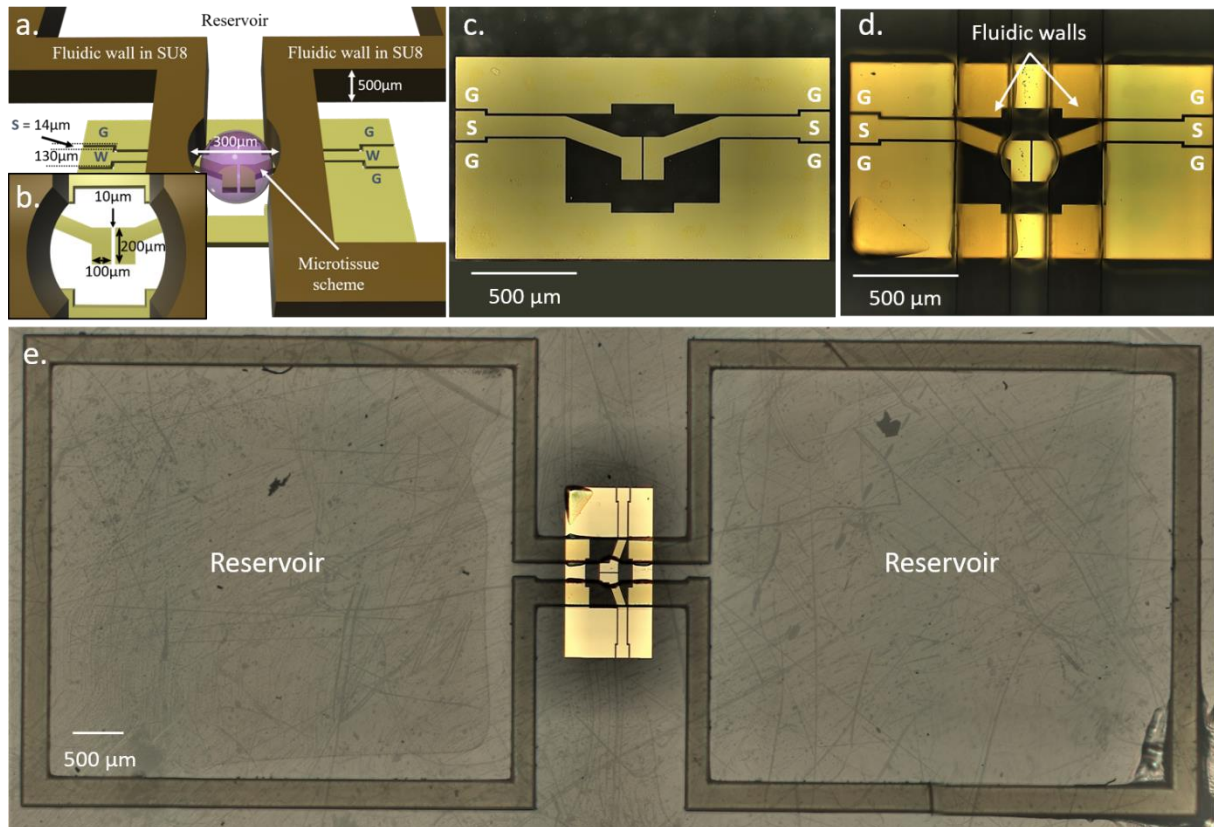 a.
Reservoir
Fluidic wall in SU8
Fluidic wall in SU8
500µm
S = 14µm
G
300µm
130µm
W
W
G
G
b.
10µm
200µm
100µm
Microtissue
scheme
c.
G
G
S
S
G
G
500 µm
d.
Fluidic walls
G
G
S
S
G
G
500 µm
e.
Reservoir
Reservoir
500 µm